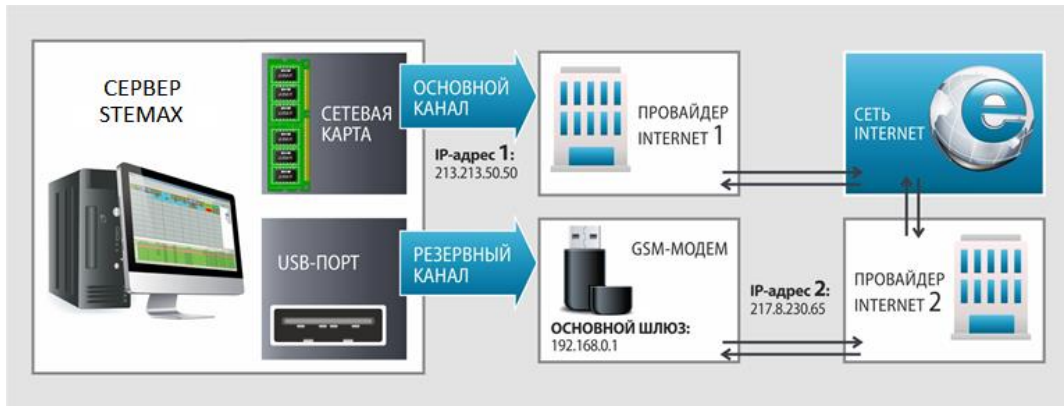 СЕРВЕР
STEMAX
СЕТЕВАЯ
КАРТА
ОСНОВНОЙ
КАНАЛ
IP-адрес 1:
213.213.50.50
ПРОВАЙДЕР
INTERNET 1
СЕТЬ
INTERNET
USB-ПОРТ
РЕЗЕРВНЫЙ
КАНАЛ
GSM-МОДЕМ
ОСНОВНОЙ ШЛЮЗ:
192.168.0.1
IP-адрес 2:
217.8.230.65
ПРОВАЙДЕР
INTERNET 2